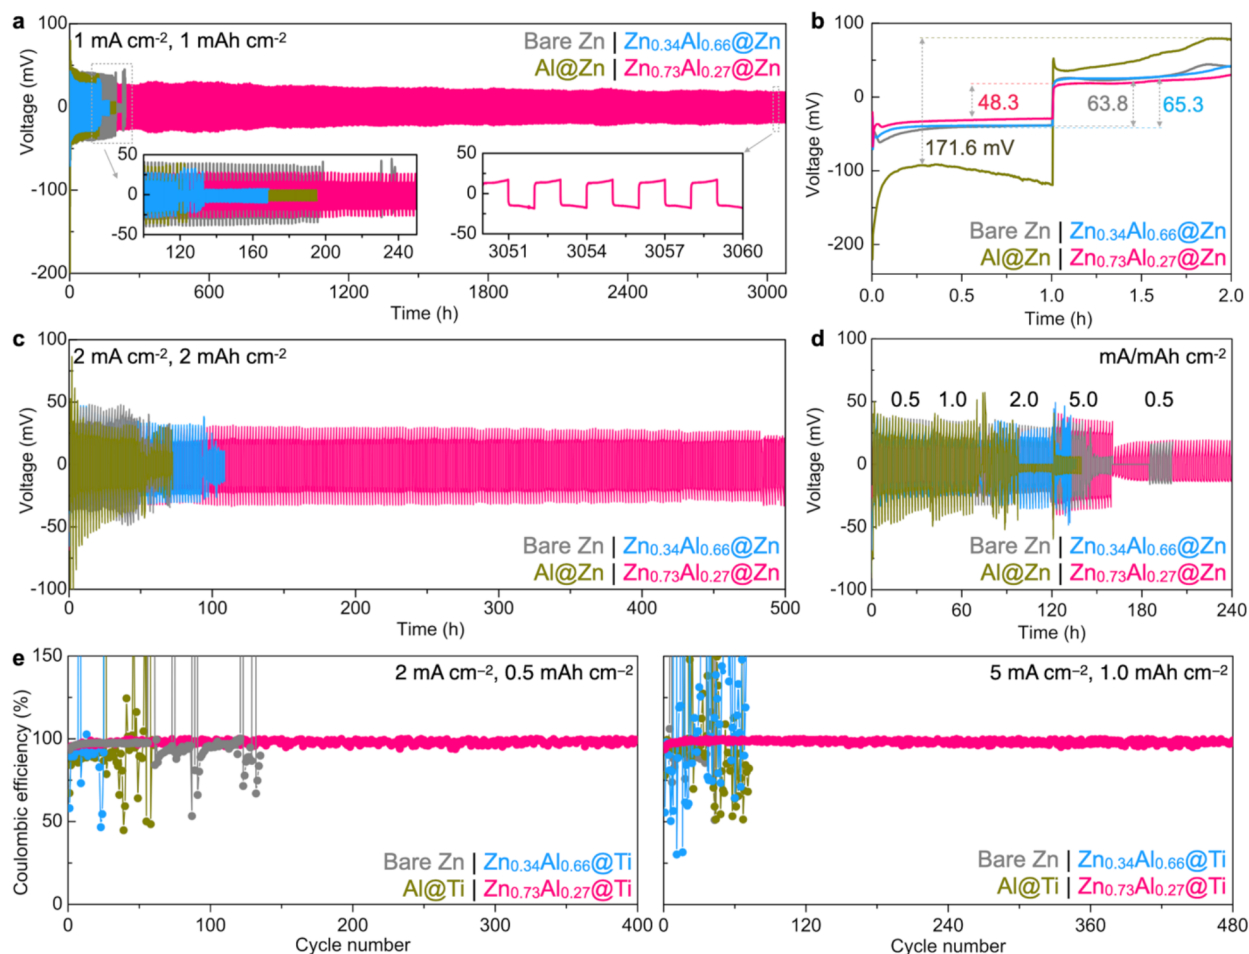 a
1 mA cm⁻², 1 mAh cm⁻²
Bare Zn | Zn₀.₃₄Al₀.₆₆@Zn
Al@Zn | Zn₀.₇₃Al₀.₂₇@Zn
Voltage (mV)
100
50
0
-100
-200
50
0
-50
120 160 200 240
50
0
-50
3051 3054 3057 3060
0 600 1200 1800 2400 3000
Time (h)
b
Voltage (mV)
100
0
-100
-200
48.3
63.8
65.3
171.6 mV
Bare Zn | Zn₀.₃₄Al₀.₆₆@Zn
Al@Zn | Zn₀.₇₃Al₀.₂₇@Zn
0.0 0.5 1.0 1.5 2.0
Time (h)
c
2 mA cm⁻², 2 mAh cm⁻²
Voltage (mV)
100
50
0
-50
-100
Bare Zn | Zn₀.₃₄Al₀.₆₆@Zn
Al@Zn | Zn₀.₇₃Al₀.₂₇@Zn
0 100 200 300 400 500
Time (h)
d
mA/mAh cm⁻²
0.5 1.0 2.0 5.0 0.5
Voltage (mV)
100
50
0
-50
-100
Bare Zn | Zn₀.₃₄Al₀.₆₆@Zn
Al@Zn | Zn₀.₇₃Al₀.₂₇@Zn
0 60 120 180 240
Time (h)
e
Coulombic efficiency (%)
150
100
50
0
2 mA cm⁻², 0.5 mAh cm⁻²
Bare Zn | Zn₀.₃₄Al₀.₆₆@Ti
Al@Ti | Zn₀.₇₃Al₀.₂₇@Ti
0 100 200 300 400
Cycle number
5 mA cm⁻², 1.0 mAh cm⁻²
Bare Zn | Zn₀.₃₄Al₀.₆₆@Ti
Al@Ti | Zn₀.₇₃Al₀.₂₇@Ti
0 120 240 360 480
Cycle number